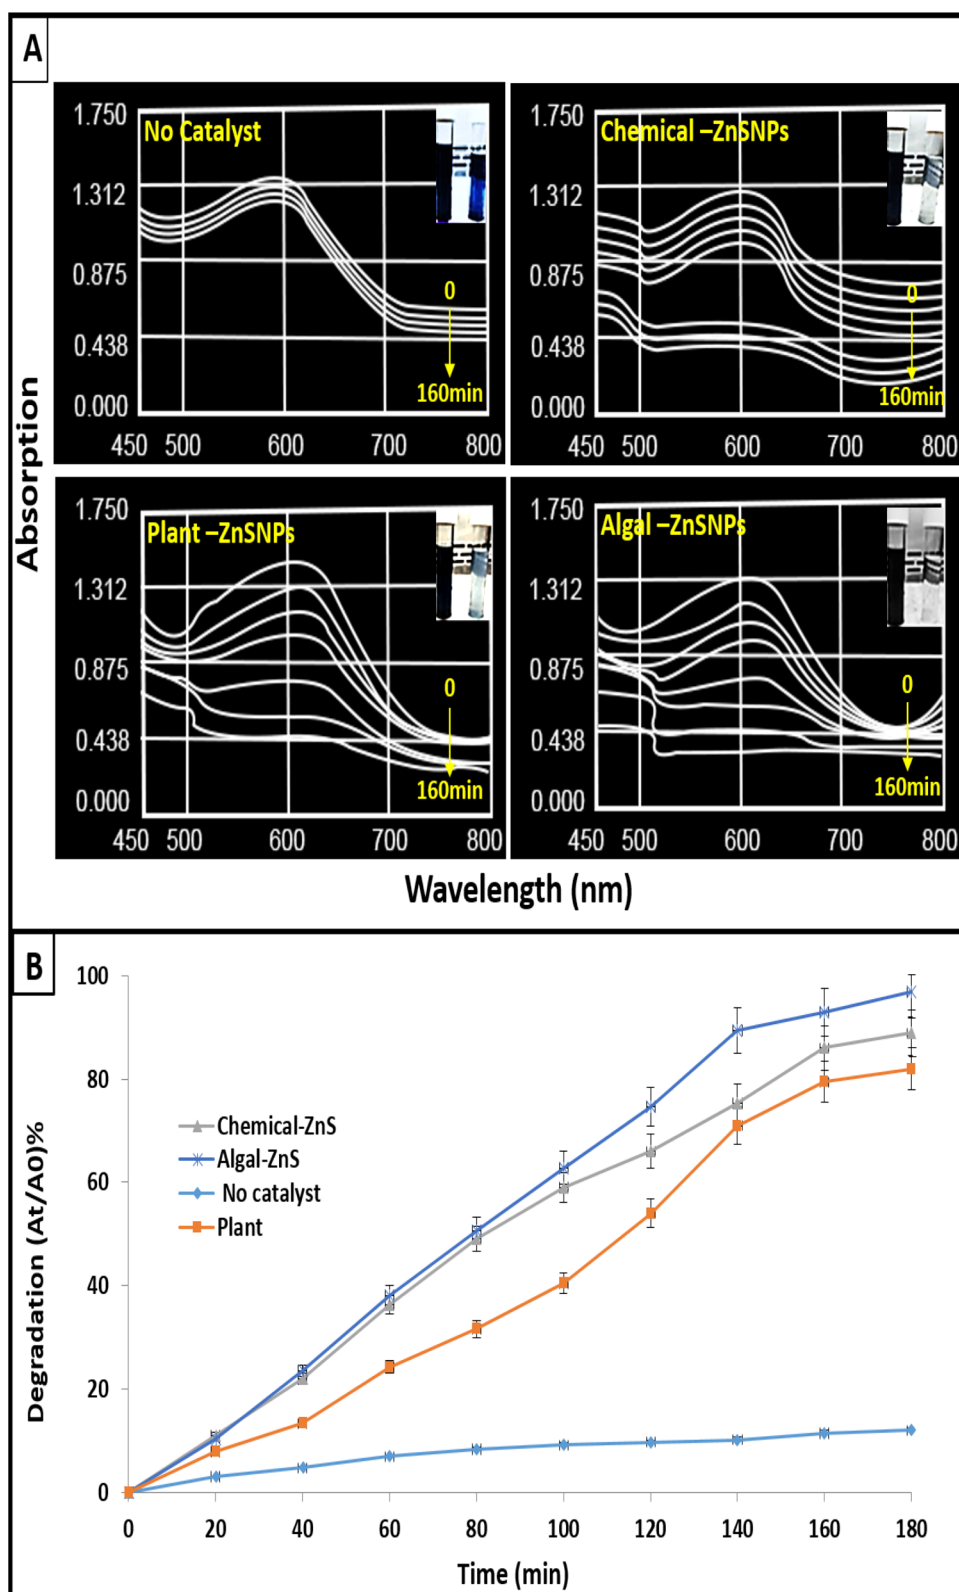 A
Absorption
1.750
1.312
0.875
0.438
0.000
450 500 600 700 800
No Catalyst
0
160min
1.750
1.312
0.875
0.438
0.000
450 500 600 700 800
Chemical –ZnSNPs
0
160min
1.750
1.312
0.875
0.438
0.000
450 500 600 700 800
Plant –ZnSNPs
0
160min
1.750
1.312
0.875
0.438
0.000
450 500 600 700 800
Algal –ZnSNPs
0
160min
Wavelength (nm)
B
Degradation (At/A0)%
100
80
60
40
20
0
Chemical-ZnS
Algal-ZnS
No catalyst
Plant
0 20 40 60 80 100 120 140 160 180
Time (min)